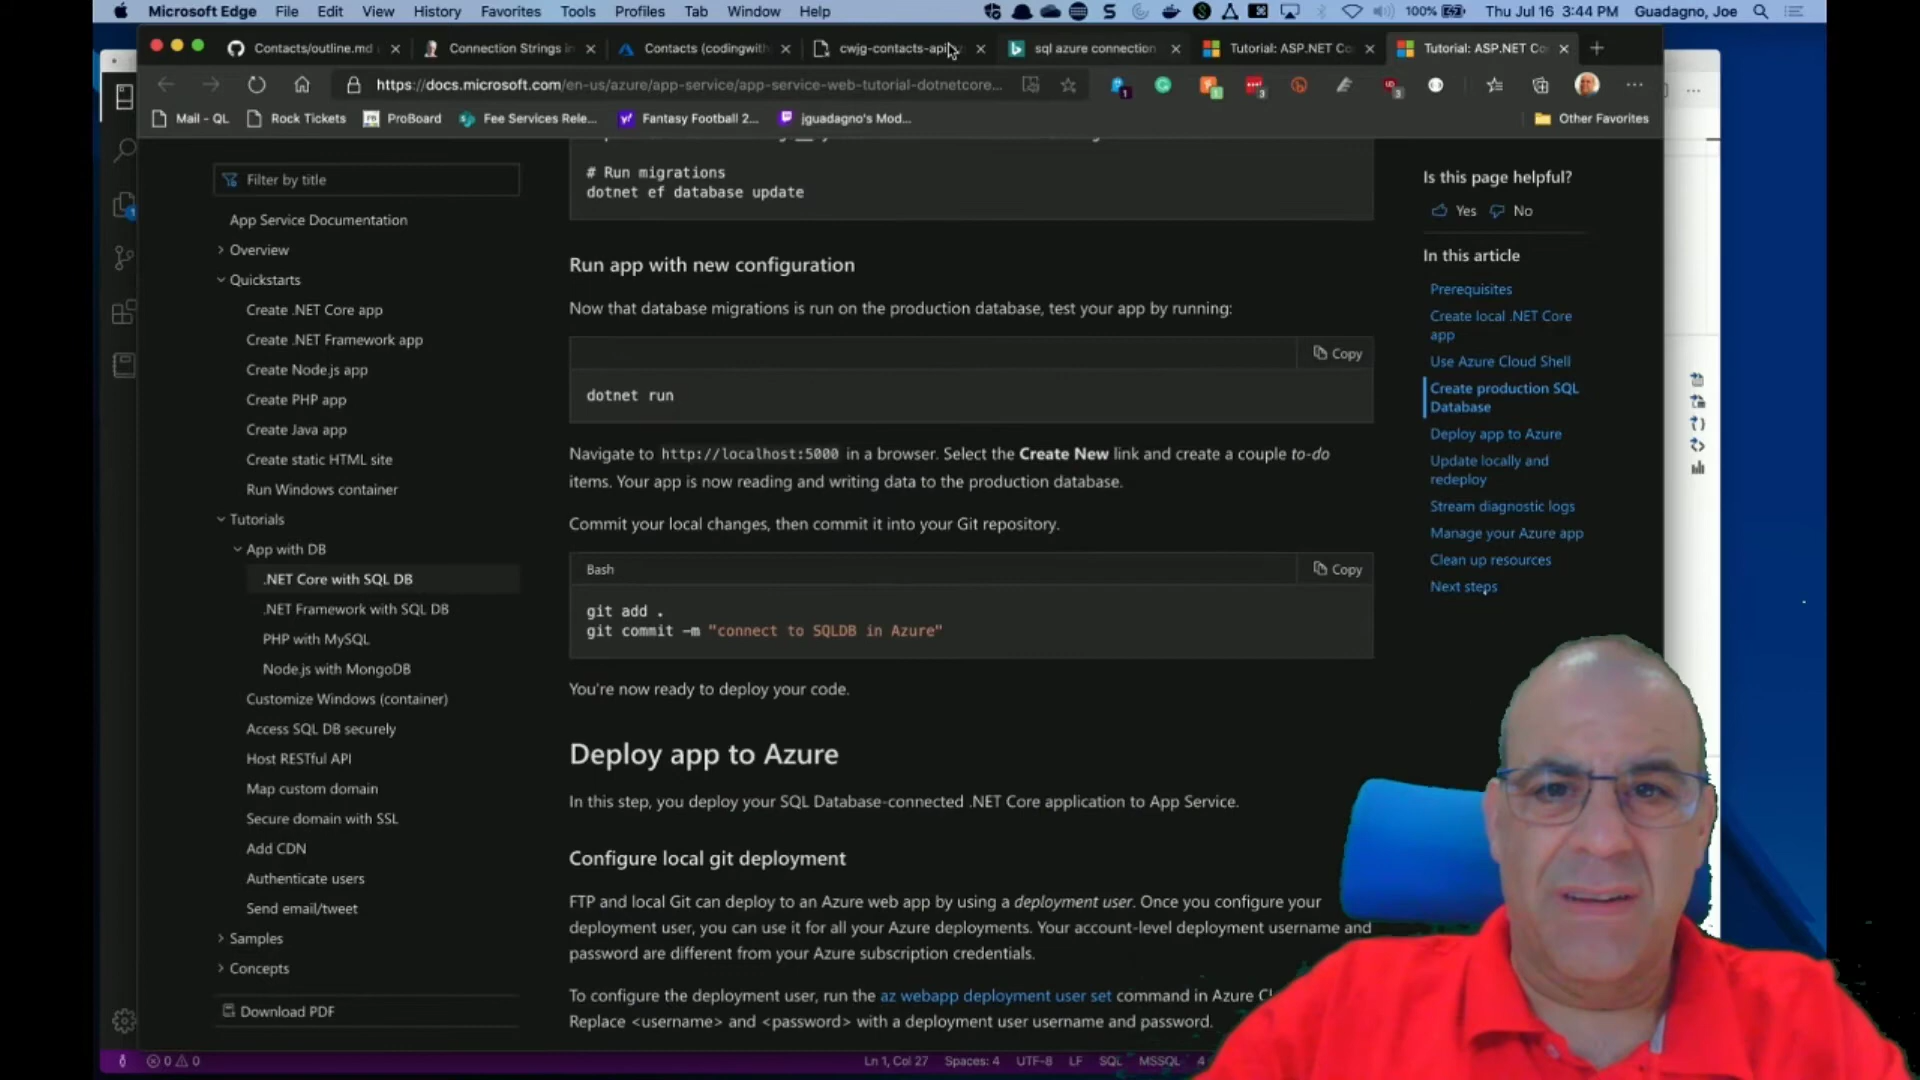 Microsoft Edge File Edit View History Favorites Tools Profiles Tab Window Help
100% Thu Jul 16 3:44 PM Guadagno, Joe
Contacts/outline.md
Connection Strings in
Contacts (codingwith
cwjg-contacts-api
sql azure connection
Tutorial: ASP.NET Co
Tutorial: ASP.NET Co
https://docs.microsoft.com/en-us/azure/app-service/app-service-web-tutorial-dotnetcore...
Mail - QL
Rock Tickets
ProBoard
Fee Services Rele...
Fantasy Football 2...
jguadagno's Mod...
Other Favorites
Filter by title
App Service Documentation
Overview
Quickstarts
Create .NET Core app
Create .NET Framework app
Create Node.js app
Create PHP app
Create Java app
Create static HTML site
Run Windows container
Tutorials
App with DB
.NET Core with SQL DB
.NET Framework with SQL DB
PHP with MySQL
Node.js with MongoDB
Customize Windows (container)
Access SQL DB securely
Host RESTful API
Map custom domain
Secure domain with SSL
Add CDN
Authenticate users
Send email/tweet
Samples
Concepts
Download PDF
# Run migrations
dotnet ef database update
Run app with new configuration
Now that database migrations is run on the production database, test your app by running:
Copy
dotnet run
Navigate to http://localhost:5000 in a browser. Select the Create New link and create a couple to-do
items. Your app is now reading and writing data to the production database.
Commit your local changes, then commit it into your Git repository.
Bash
Copy
git add .
git commit -m "connect to SQLDB in Azure"
You're now ready to deploy your code.
Deploy app to Azure
In this step, you deploy your SQL Database-connected .NET Core application to App Service.
Configure local git deployment
FTP and local Git can deploy to an Azure web app by using a deployment user. Once you configure your
deployment user, you can use it for all your Azure deployments. Your account-level deployment username and
password are different from your Azure subscription credentials.
To configure the deployment user, run the az webapp deployment user set command in Azure Cl
Replace <username> and <password> with a deployment user username and password.
Is this page helpful?
Yes No
In this article
Prerequisites
Create local .NET Core
app
Use Azure Cloud Shell
Create production SQL
Database
Deploy app to Azure
Update locally and
redeploy
Stream diagnostic logs
Manage your Azure app
Clean up resources
Next steps
0 0
Ln 1, Col 27 Spaces: 4 UTF-8 LF SQL MSSQL 4